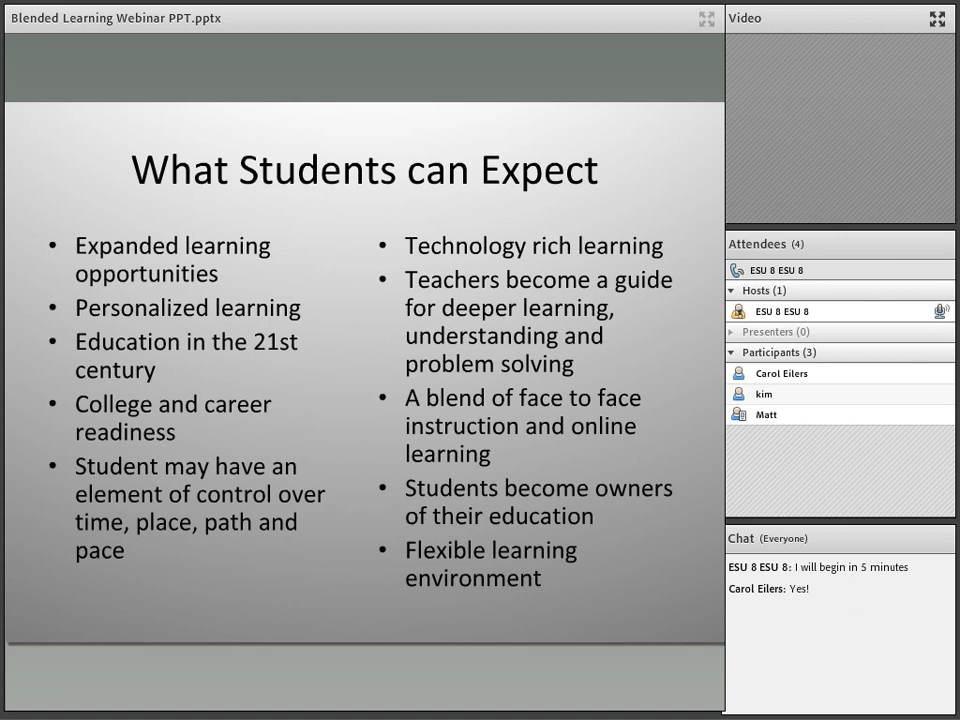 Blended Learning Webinar PPT.pptx
What Students can Expect
• Expanded learning
opportunities
• Personalized learning
• Education in the 21st
century
• College and career
readiness
• Student may have an
element of control over
time, place, path and
pace
• Technology rich learning
• Teachers become a guide
for deeper learning,
understanding and
problem solving
• A blend of face to face
instruction and online
learning
• Students become owners
of their education
• Flexible learning
environment
Video
Attendees (4)
ESU 8 ESU 8
Hosts (1)
ESU 8 ESU 8
Presenters (0)
Participants (3)
Carol Eilers
kim
Matt
Chat (Everyone)
ESU 8 ESU 8: I will begin in 5 minutes
Carol Eilers: Yes!